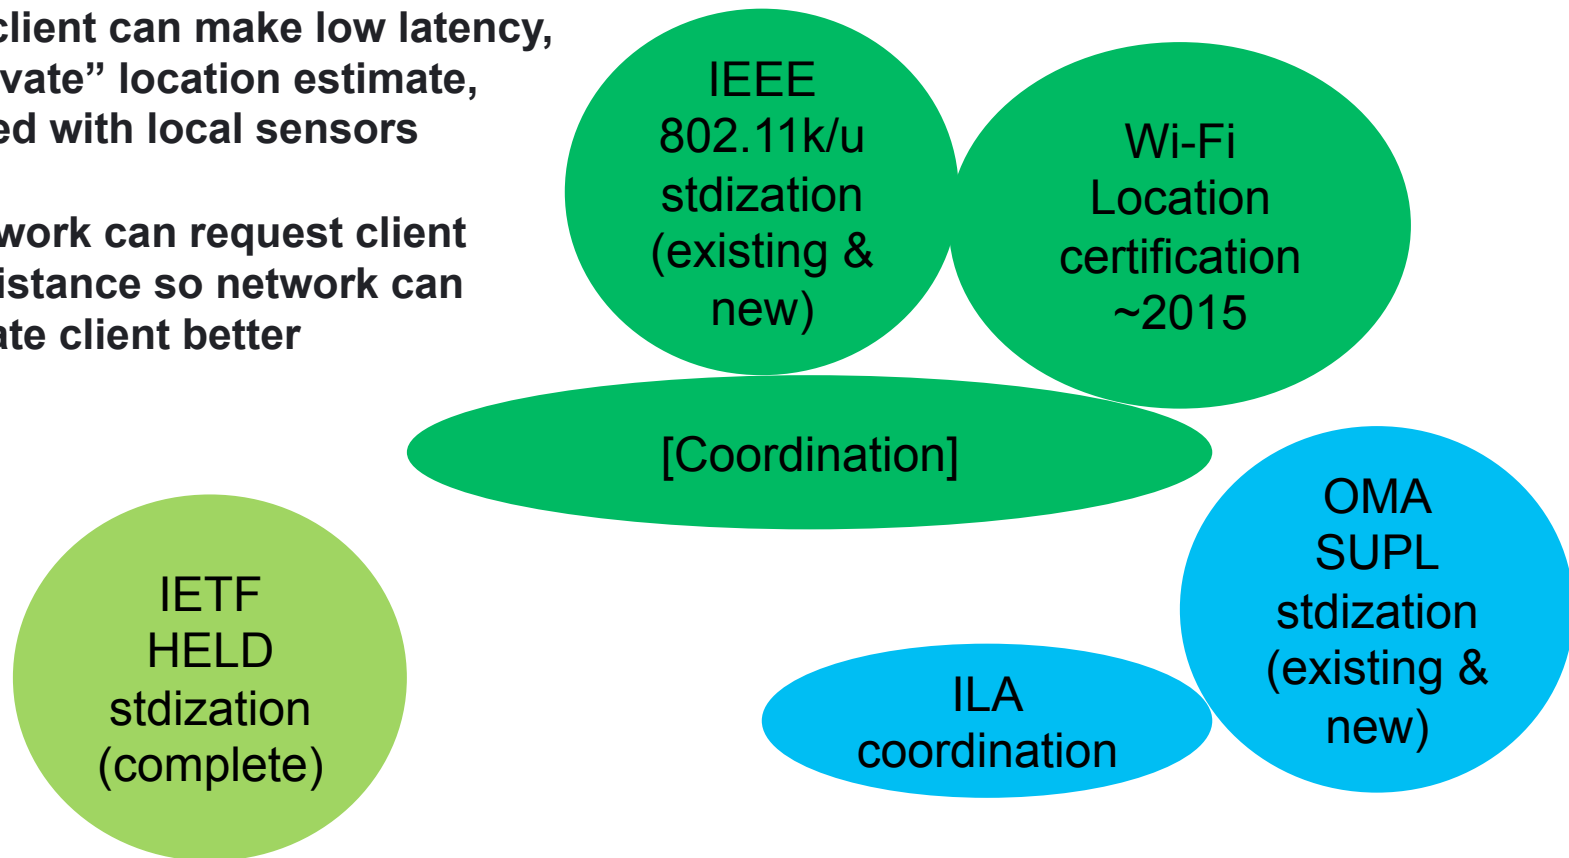 client can make low latency,
vate” location estimate,
ed with local sensors
work can request client
istance so network can
ate client better
IEEE
802.11k/u
stdization
(existing &
new)
Wi-Fi
Location
certification
~2015
[Coordination]
OMA
SUPL
stdization
(existing &
new)
IETF
HELD
stdization
(complete)
ILA
coordination